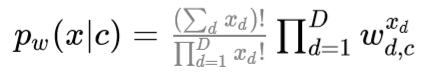 $p_w(x|c) = \frac{(\sum_d x_d)!}{\prod_{d=1}^{D} x_d!} \prod_{d=1}^{D} w_{d,c}^{x_d}$